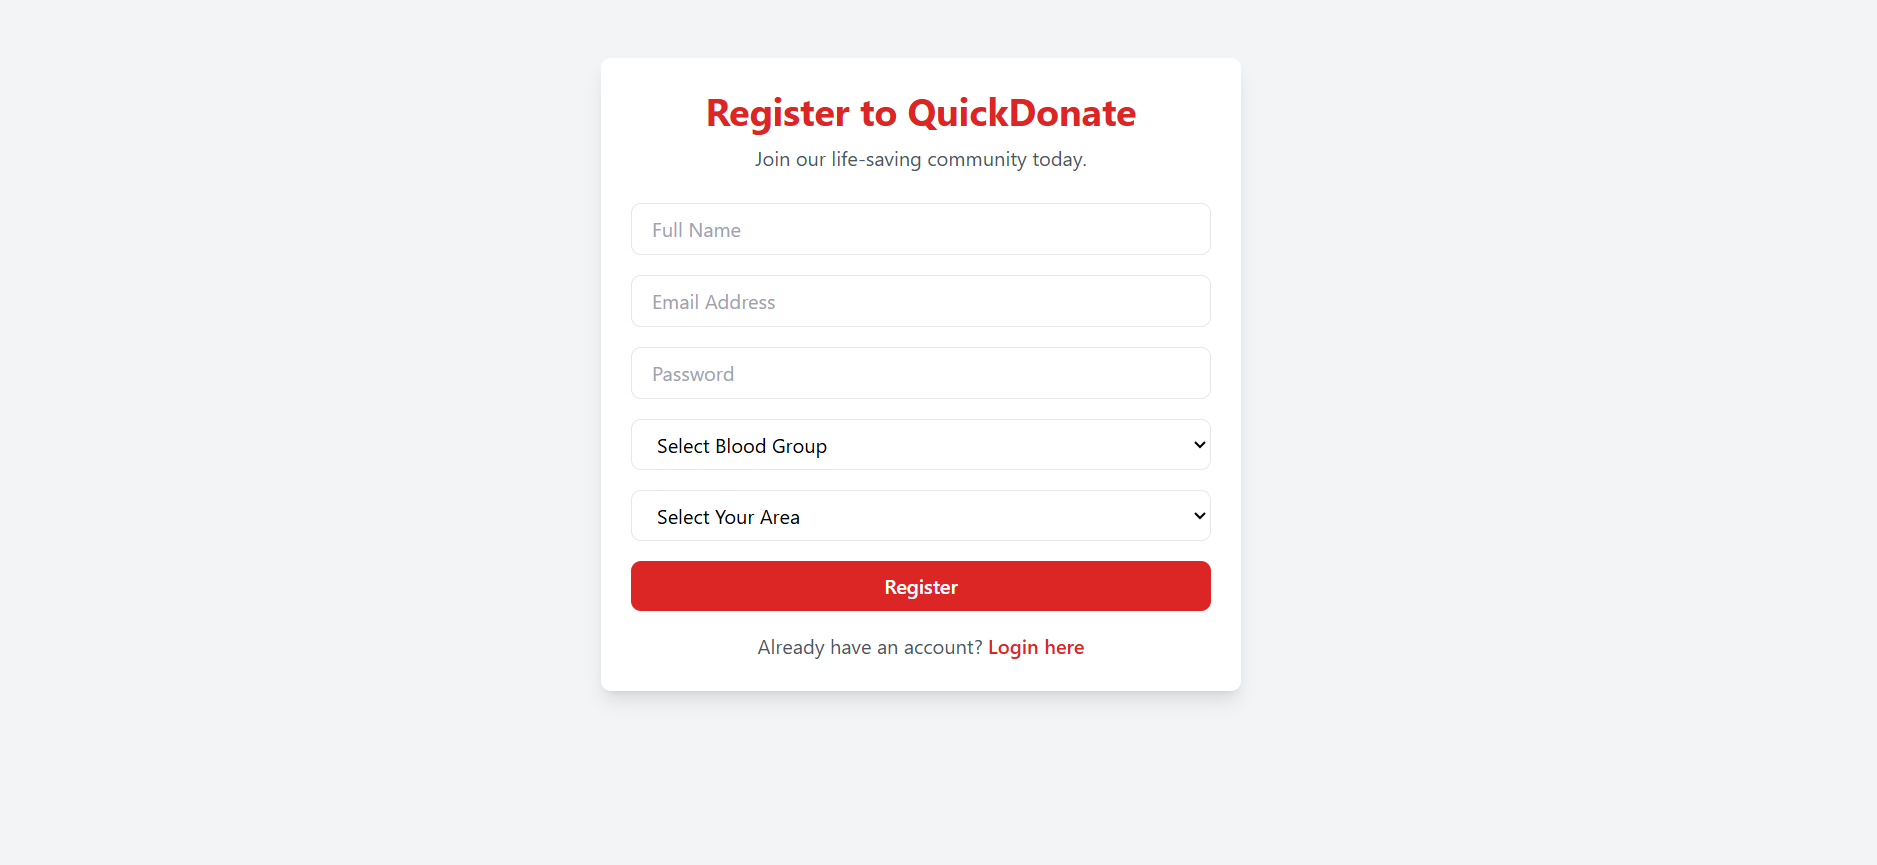 Register to QuickDonate
Join our life-saving community today.
Full Name
Email Address
Password
Select Blood Group
Select Your Area
Register
Already have an account? Login here